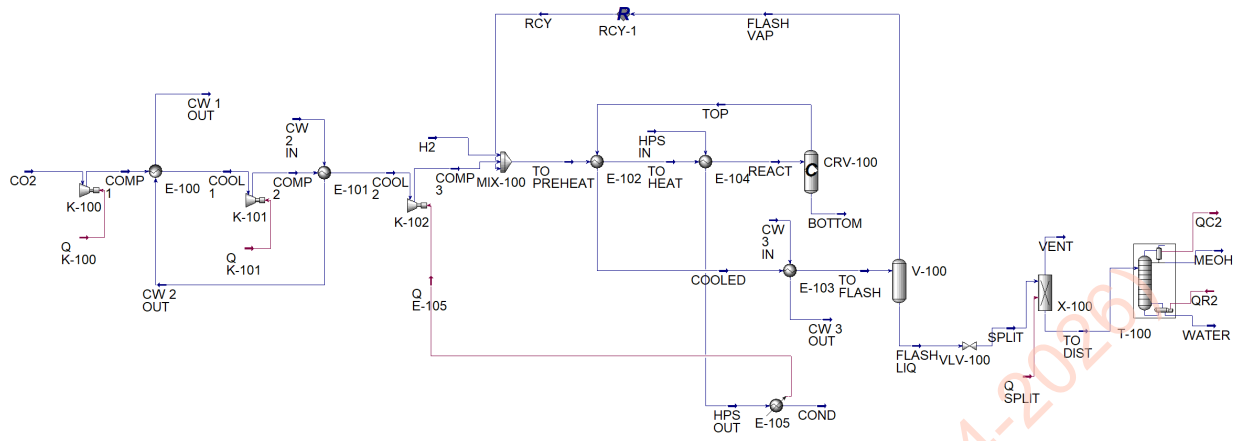 RCY
RCY-1
FLASH
VAP
CW 1
OUT
CW
2
IN
TOP
H2
HPS
IN
CRV-100
CO2
COMP
1
E-100
COOL
1
COMP
2
E-101
COOL
2
COMP
3
MIX-100
TO
PREHEAT
E-102
TO
HEAT
E-104
REACT
C
K-100
K-101
K-102
BOTTOM
Q
K-100
Q
K-101
CW 2
OUT
Q
E-105
CW
3
IN
COOLED
E-103
TO
FLASH
V-100
CW 3
OUT
VENT
QC2
MEOH
X-100
QR2
T-100
WATER
SPLIT
TO
DIST
FLASH
LIQ
VLV-100
Q
SPLIT
HPS
OUT
E-105
COND
4-2026)